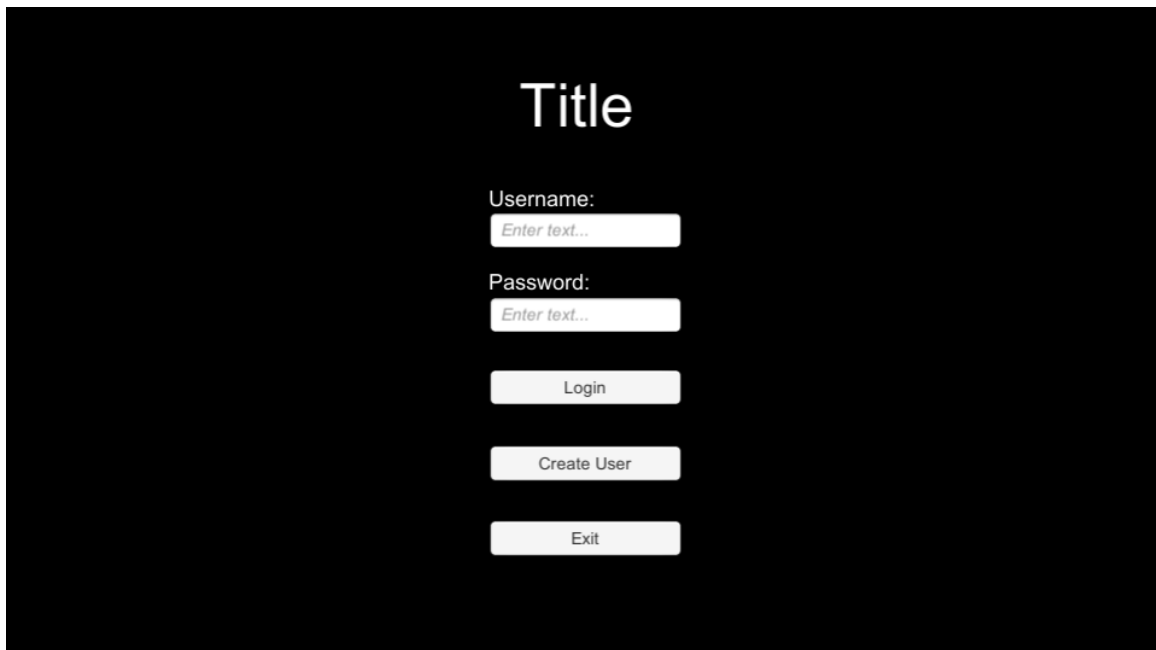 Title
Username:
Enter text...
Password:
Enter text...
Login
Create User
Exit